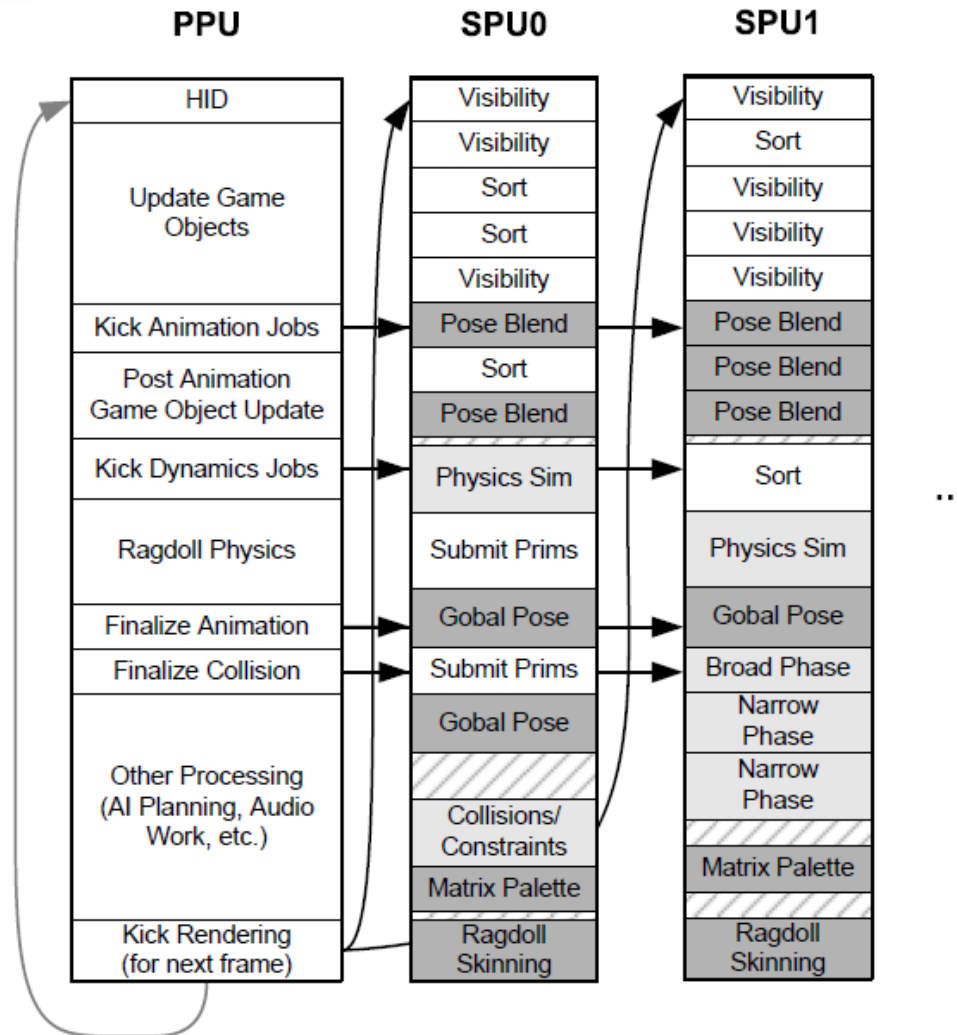 PPU
SPU0
SPU1
HID
Update Game
Objects
Kick Animation Jobs
Post Animation
Game Object Update
Kick Dynamics Jobs
Ragdoll Physics
Finalize Animation
Finalize Collision
Other Processing
(AI Planning, Audio
Work, etc.)
Kick Rendering
(for next frame)
Visibility
Visibility
Sort
Sort
Visibility
Pose Blend
Sort
Pose Blend
Physics Sim
Submit Prims
Gobal Pose
Submit Prims
Gobal Pose
Collisions/
Constraints
Matrix Palette
Ragdoll
Skinning
Visibility
Sort
Visibility
Visibility
Visibility
Pose Blend
Pose Blend
Pose Blend
Sort
Physics Sim
Gobal Pose
Broad Phase
Narrow
Phase
Narrow
Phase
Matrix Palette
Ragdoll
Skinning
..